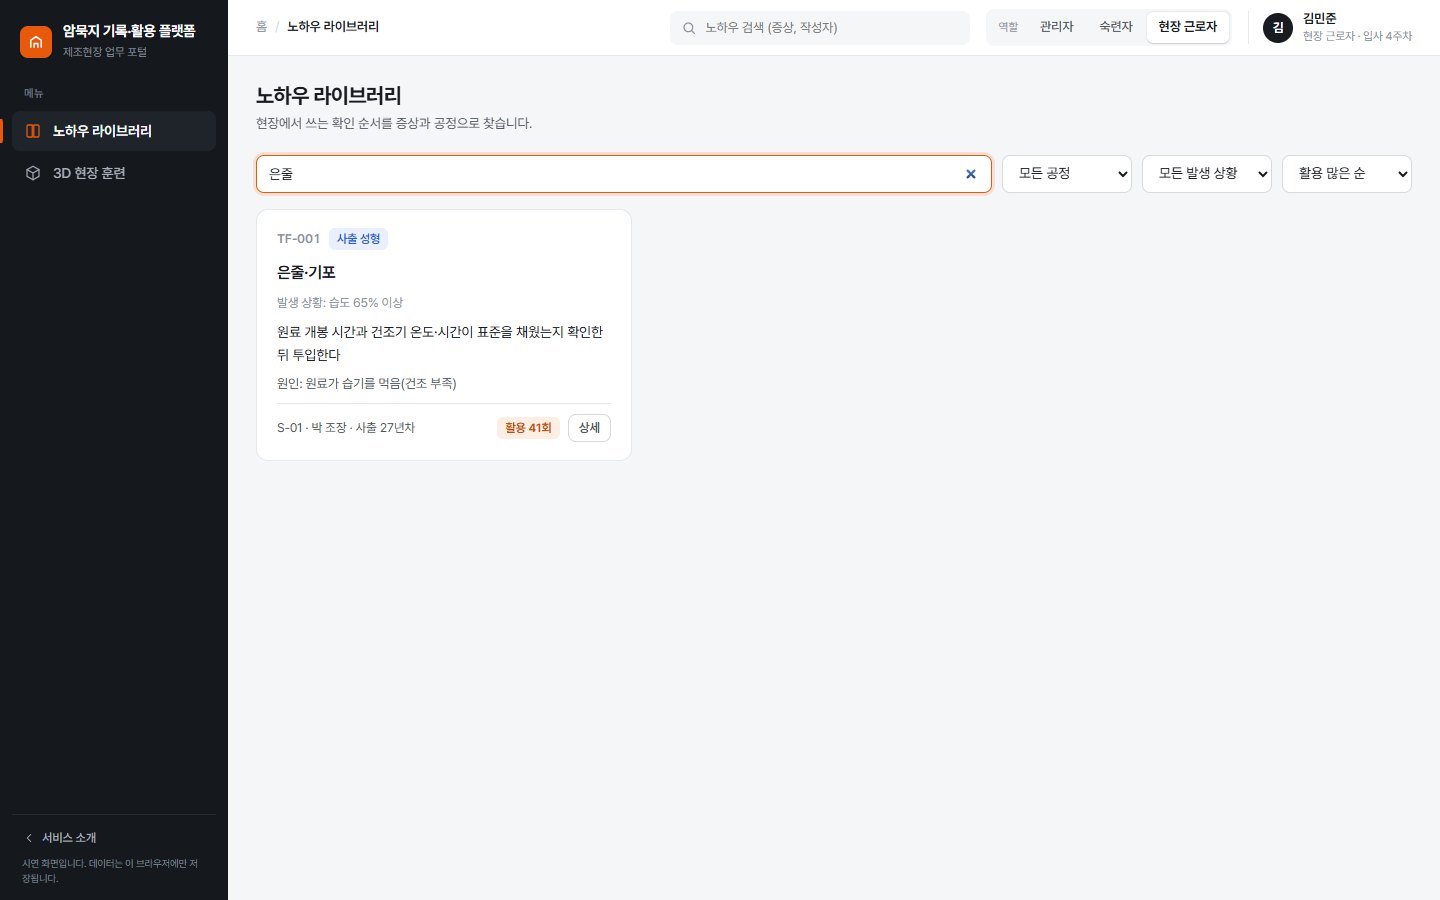 암묵지 기록·활용 플랫폼
제조현장 업무 포털
메뉴
노하우 라이브러리
3D 현장 훈련
서비스 소개
시연 화면입니다. 데이터는 이 브라우저에만 저
장됩니다.
홈 / 노하우 라이브러리
노하우 검색 (증상, 작성자)
역할 관리자 숙련자 현장 근로자
김
김민준
현장 근로자 · 입사 4주차
노하우 라이브러리
현장에서 쓰는 확인 순서를 증상과 공정으로 찾습니다.
은줄
모든 공정
모든 발생 상황
활용 많은 순
TF-001 사출 성형
은줄·기포
발생 상황: 습도 65% 이상
원료 개봉 시간과 건조기 온도·시간이 표준을 채웠는지 확인한
뒤 투입한다
원인: 원료가 습기를 먹음(건조 부족)
S-01 · 박 조장 · 사출 27년차
활용 41회
상세